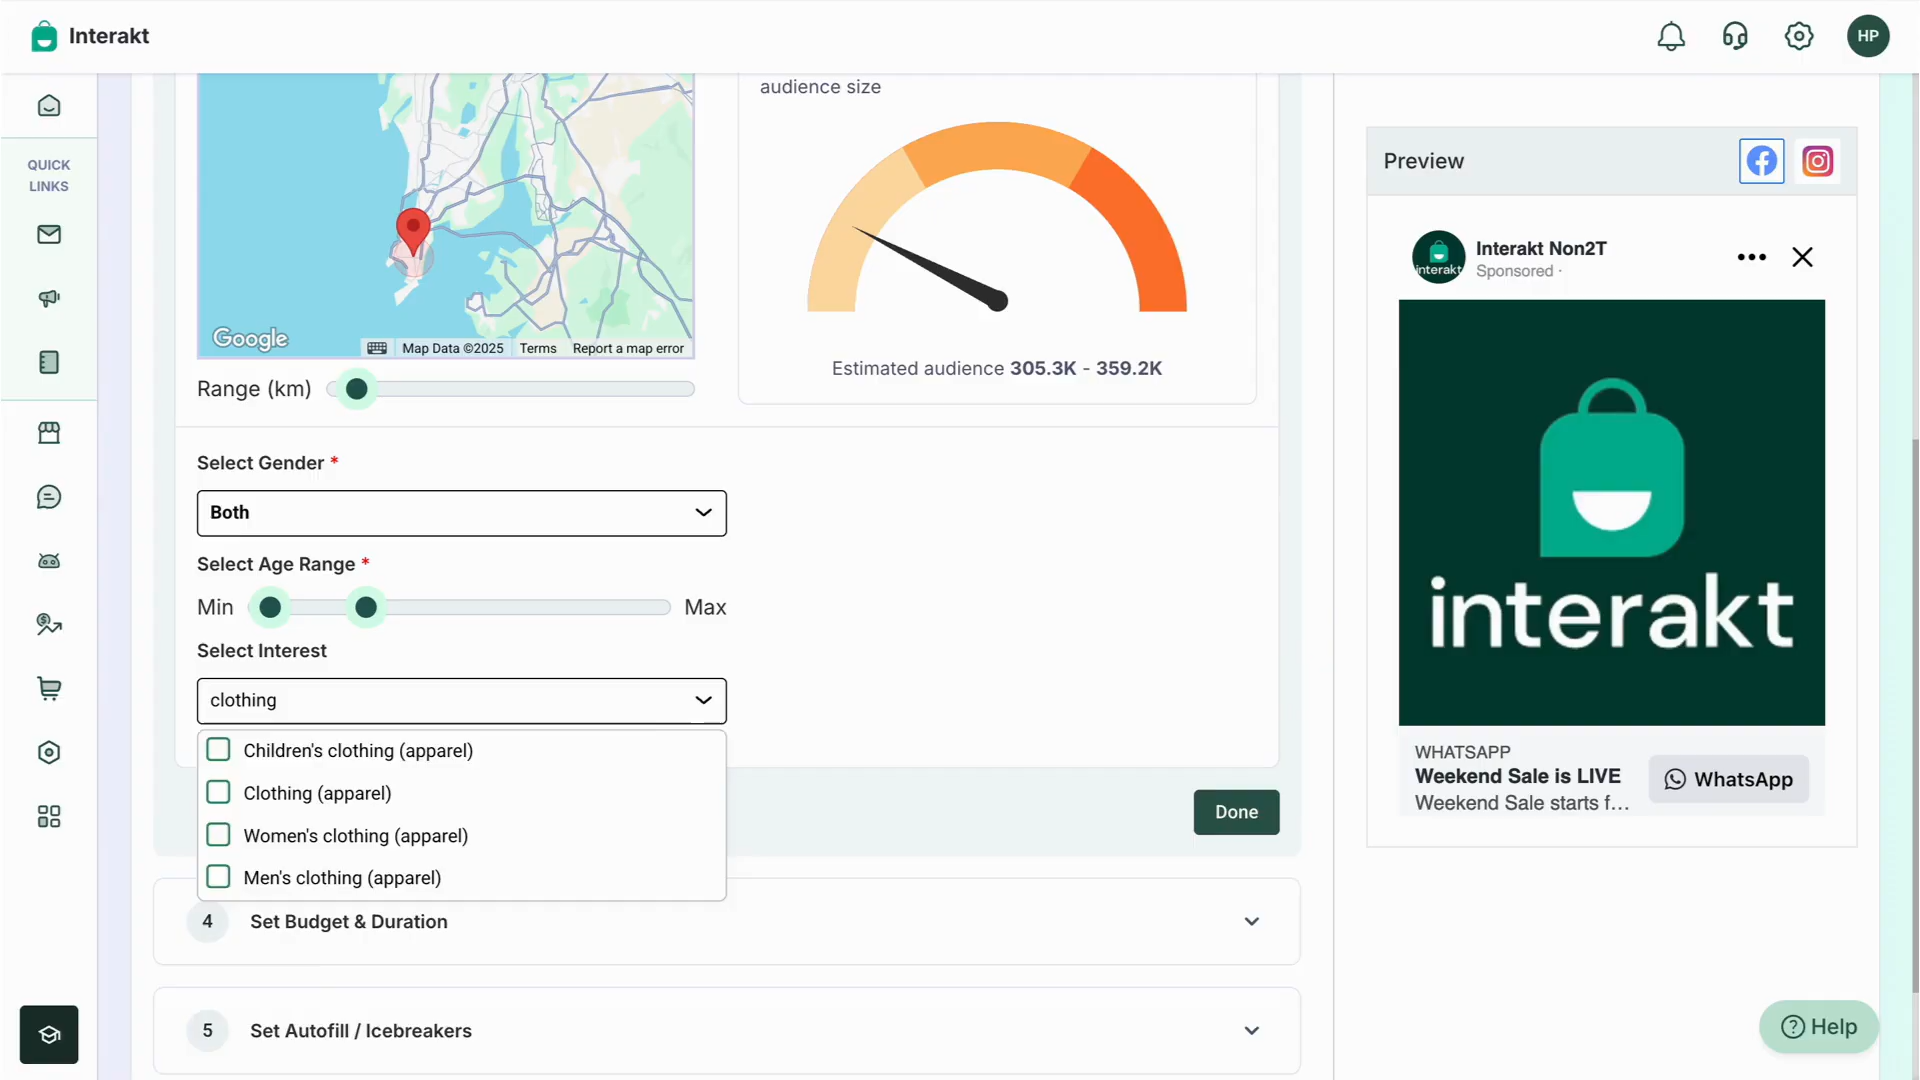 Interakt
HP
QUICK
LINKS
Google
Map Data ©2025
Terms
Report a map error
Range (km)
audience size
Estimated audience 305.3K - 359.2K
Select Gender *
Both
Select Age Range *
Min
Max
Select Interest
clothing
Children's clothing (apparel)
Clothing (apparel)
Women's clothing (apparel)
Men's clothing (apparel)
Done
4 Set Budget & Duration
5 Set Autofill / Icebreakers
Preview
interakt
Interakt Non2T
Sponsored ·
interakt
WHATSAPP
Weekend Sale is LIVE
Weekend Sale starts f...
WhatsApp
Help